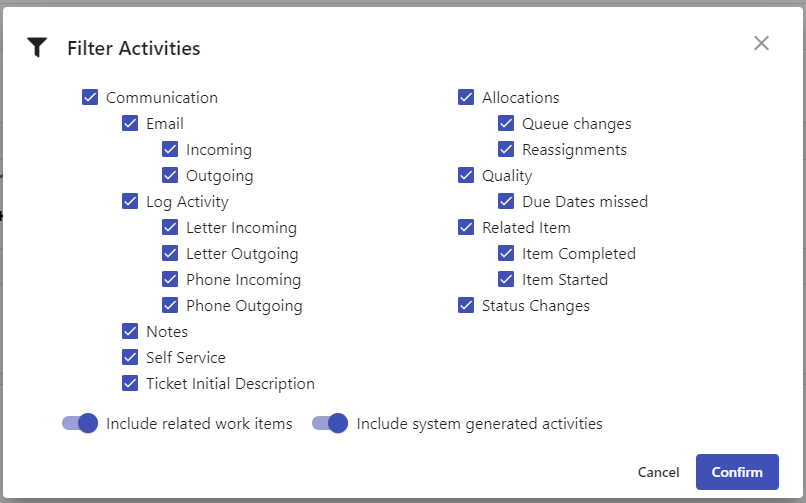 Filter Activities
Communication
Email
Incoming
Outgoing
Log Activity
Letter Incoming
Letter Outgoing
Phone Incoming
Phone Outgoing
Notes
Self Service
Ticket Initial Description
Allocations
Queue changes
Reassignments
Quality
Due Dates missed
Related Item
Item Completed
Item Started
Status Changes
Include related work items
Include system generated activities
Cancel
Confirm